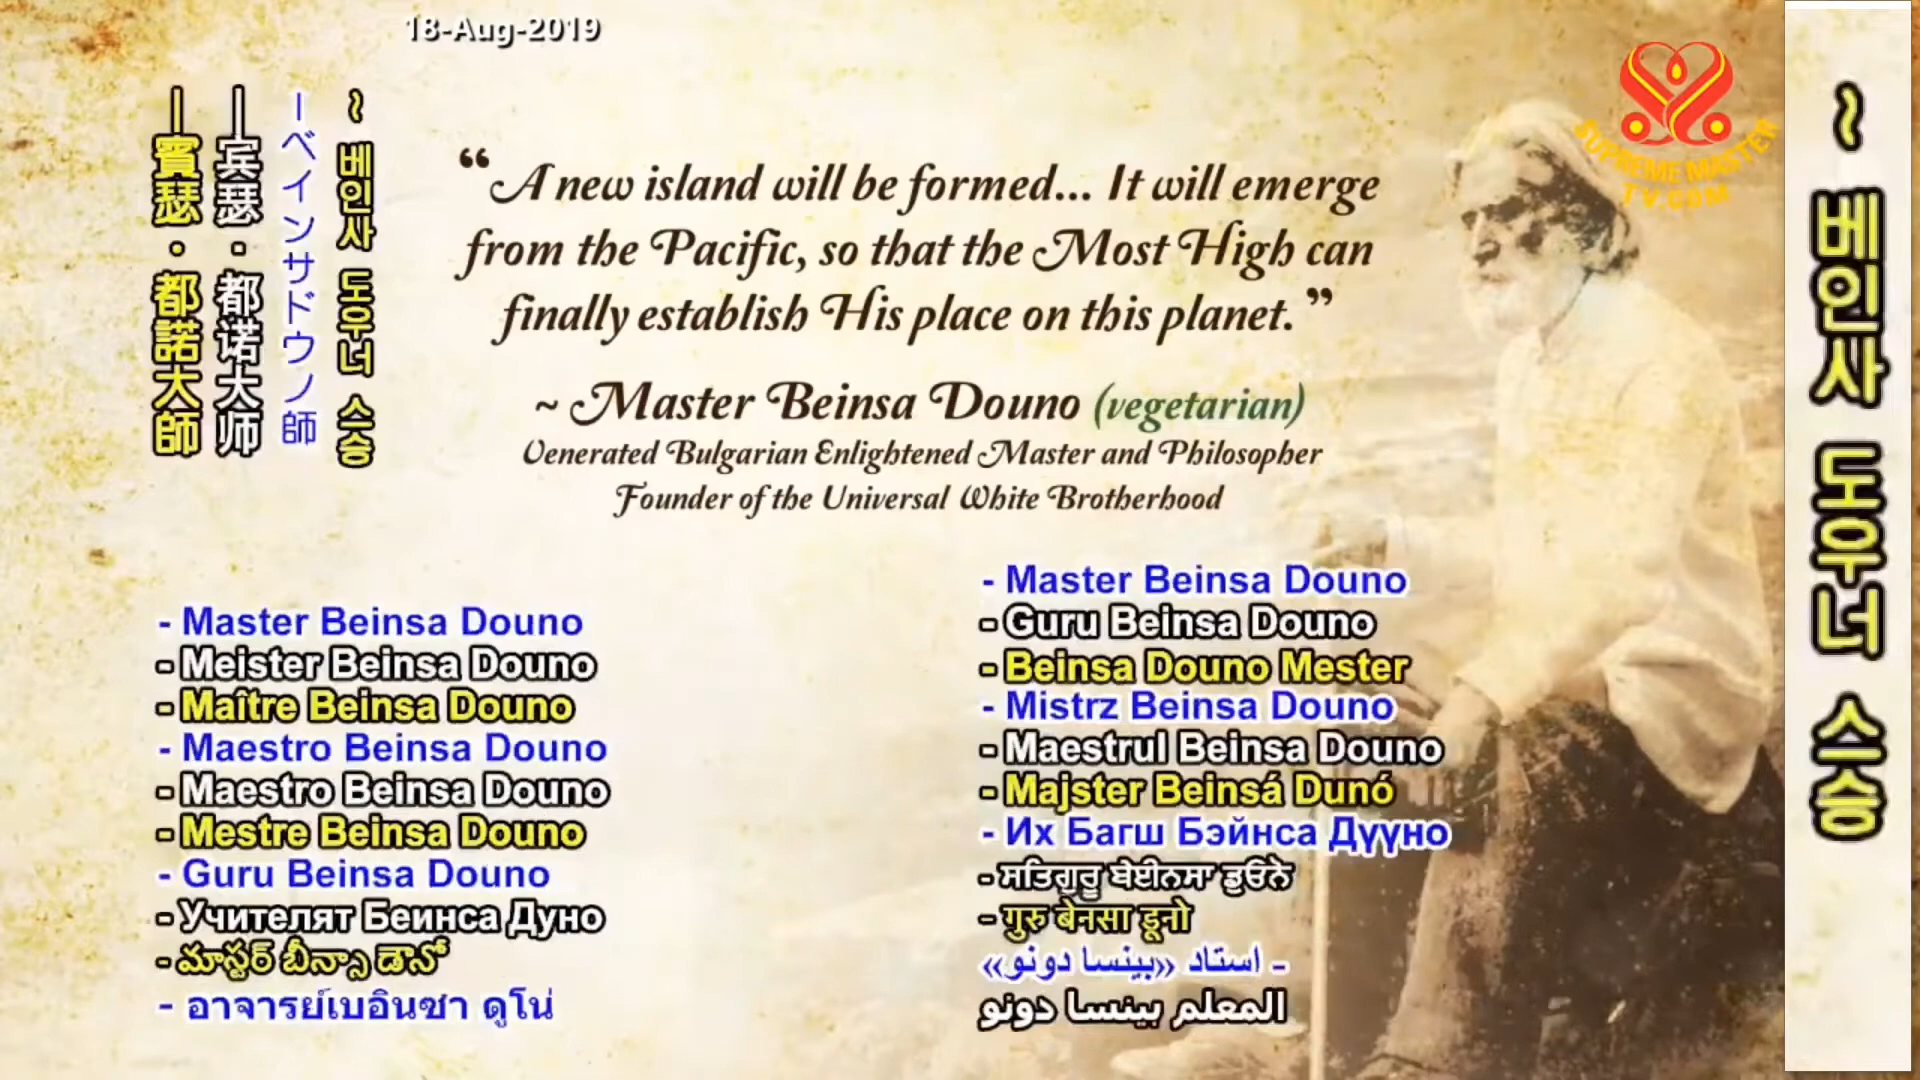 18-Aug-2019
SUPREME MASTER
TV.COM
—賓瑟·都諾大師
—宾瑟·都诺大师
—ベインサドウノ師
~ 베인사 도우너 스승
“A new island will be formed... It will emerge
from the Pacific, so that the Most High can
finally establish His place on this planet.”
~ Master Beinsa Douno (vegetarian)
Venerated Bulgarian Enlightened Master and Philosopher
Founder of the Universal White Brotherhood
- Master Beinsa Douno
- Meister Beinsa Douno
- Maître Beinsa Douno
- Maestro Beinsa Douno
- Maestro Beinsa Douno
- Mestre Beinsa Douno
- Guru Beinsa Douno
- Учителят Беинса Дуно
- మాస్టర్ బీన్సా డౌనో
- อาจารย์เบอินซา ดูโน่
- Master Beinsa Douno
- Guru Beinsa Douno
- Beinsa Douno Mester
- Mistrz Beinsa Douno
- Maestrul Beinsa Douno
- Majster Beinsá Dunó
- Их Багш Бэйнса Дүүно
- ਸਤਿਗੁਰੂ ਬੇਈਨਸਾ ਡੁਓਨੇ
- गुरु बेनसा डूनो
- استاد «بینسا دونو»
المعلم بينسا دونو
~ 베인사 도우너 스승